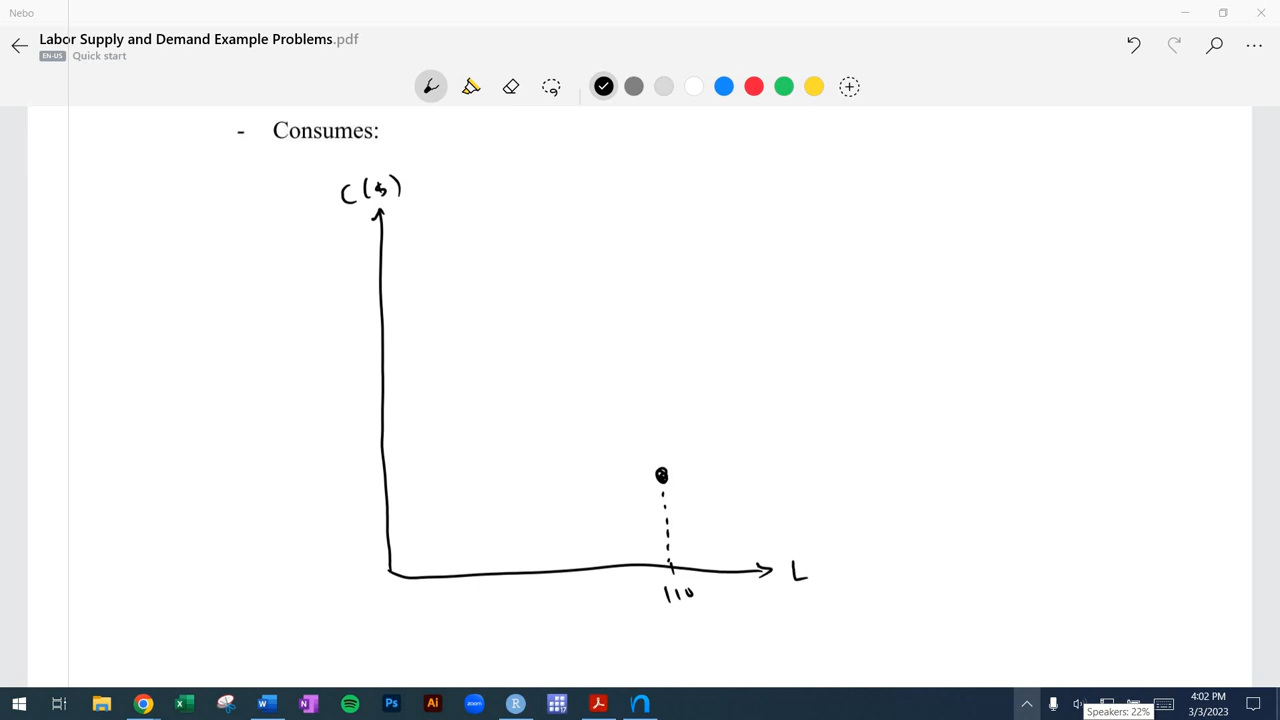 Nebo
Labor Supply and Demand Example Problems.pdf
EN-US Quick start
- Consumes:
C($)
L
110
4:02 PM
3/3/2023
Speakers: 22%